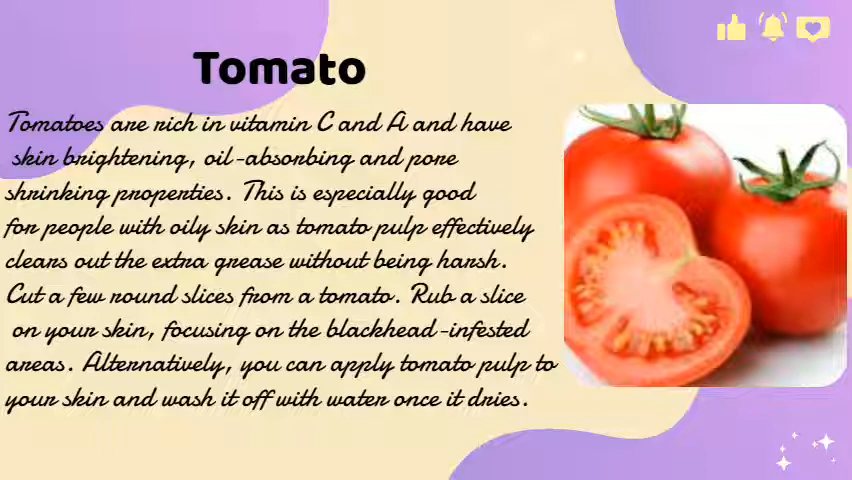 Tomato
Tomatoes are rich in vitamin C and A and have
skin brightening, oil-absorbing and pore
shrinking properties. This is especially good
for people with oily skin as tomato pulp effectively
clears out the extra grease without being harsh.
Cut a few round slices from a tomato. Rub a slice
on your skin, focusing on the blackhead-infested
areas. Alternatively, you can apply tomato pulp to
your skin and wash it off with water once it dries.